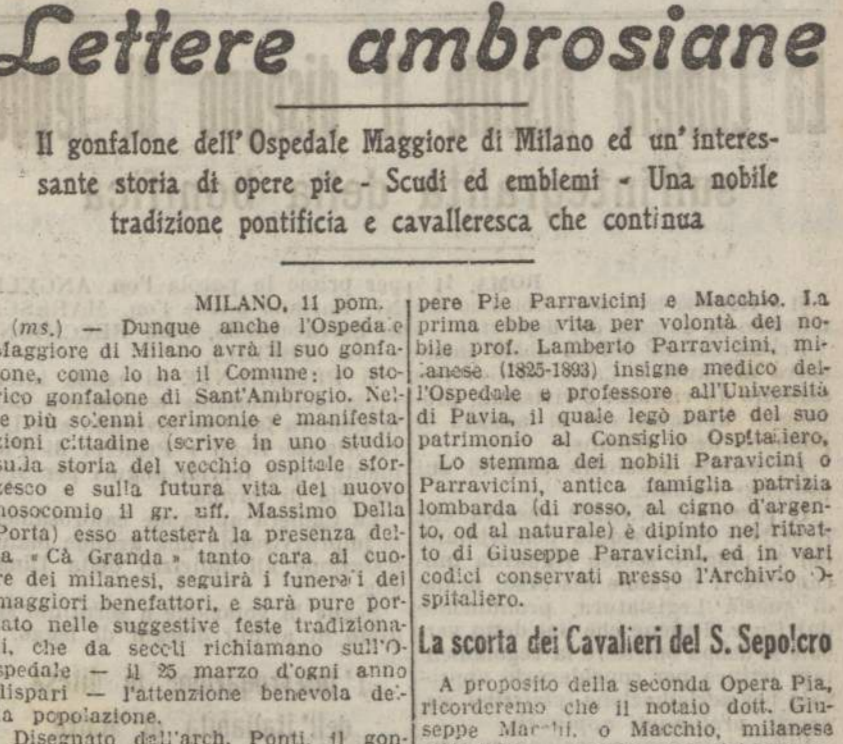 Lettere ambrosiane
Il gonfalone dell'Ospedale Maggiore di Milano ed un'interes-
sante storia di opere pie - Scudi ed emblemi - Una nobile
tradizione pontificia e cavalleresca che continua
MILANO, 11 pom.
(ms.) — Dunque anche l'Ospedale
Maggiore di Milano avrà il suo gonfa-
one, come lo ha il Comune: lo sto-
rico gonfalone di Sant'Ambrogio. Nel-
e più solenni cerimonie e manifesta-
zioni cittadine (scrive in uno studio
sulla storia del vecchio ospitale sfor-
zesco e sulla futura vita del nuovo
nosocomio il gr. uff. Massimo Della
Porta) esso attesterà la presenza del-
a « Cà Granda » tanto cara al cuo-
re dei milanesi, seguirà i funerali dei
maggiori benefattori, e sarà pure por-
ato nelle suggestive feste tradiziona-
i, che da secoli richiamano sull'O-
spedale — il 25 marzo d'ogni anno
dispari — l'attenzione benevola del-
a popolazione.
Disegnato dall'arch. Ponti, il gon-
pere Pie Parravicini e Macchio. La
prima ebbe vita per volontà del no-
bile prof. Lamberto Parravicini, mi-
lanese (1825-1893) insigne medico del-
l'Ospedale e professore all'Università
di Pavia, il quale legò parte del suo
patrimonio al Consiglio Ospitaliero,
Lo stemma dei nobili Paravicini o
Parravicini, antica famiglia patrizia
lombarda (di rosso, al cigno d'argen-
to, od al naturale) è dipinto nel ritrat-
to di Giuseppe Paravicini, ed in vari
codici conservati presso l'Archivio O-
spitaliero.
La scorta dei Cavalieri del S. Sepolcro
A proposito della seconda Opera Pia,
ricorderemo che il notaio dott. Giu-
seppe Macchi, o Macchio, milanese